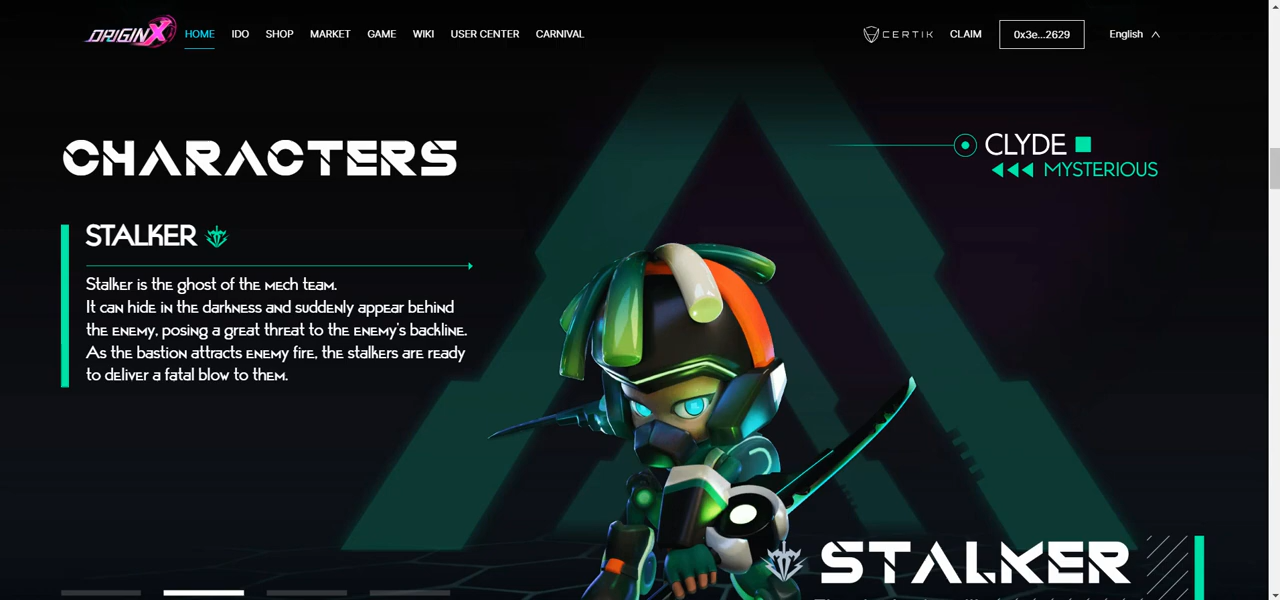 ORIGINX HOME IDO SHOP MARKET GAME WIKI USER CENTER CARNIVAL CERTIK CLAIM 0x3e...2629 English
CHARACTERS
CLYDE
MYSTERIOUS
STALKER
Stalker is the ghost of the mech team.
It can hide in the darkness and suddenly appear behind
the enemy, posing a great threat to the enemy's backline.
As the bastion attracts enemy fire, the stalkers are ready
to deliver a fatal blow to them.
STALKER